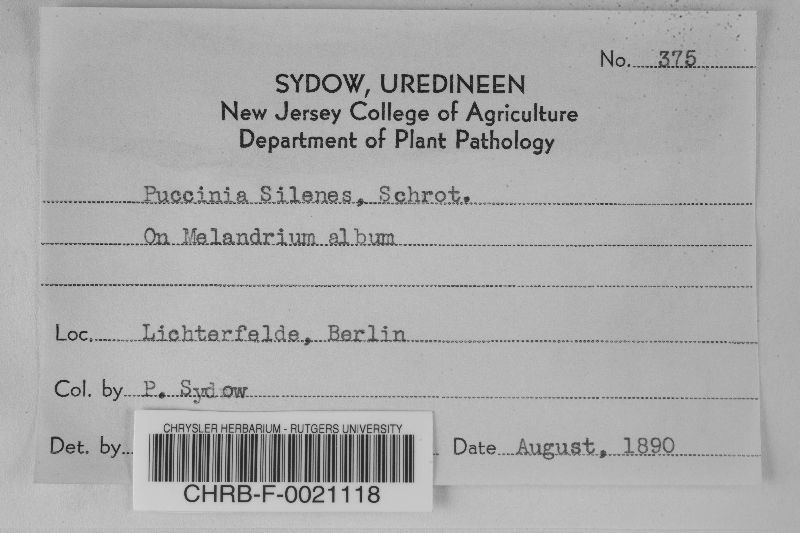 No. 375
SYDOW, UREDINEEN
New Jersey College of Agriculture
Department of Plant Pathology
Puccinia Silenes, Schrot.
On Melandrium album
Loc. Lichterfelde, Berlin
Col. by P. Sydow
Det. by
Date August, 1890
CHRYSLER HERBARIUM - RUTGERS UNIVERSITY
CHRB-F-0021118